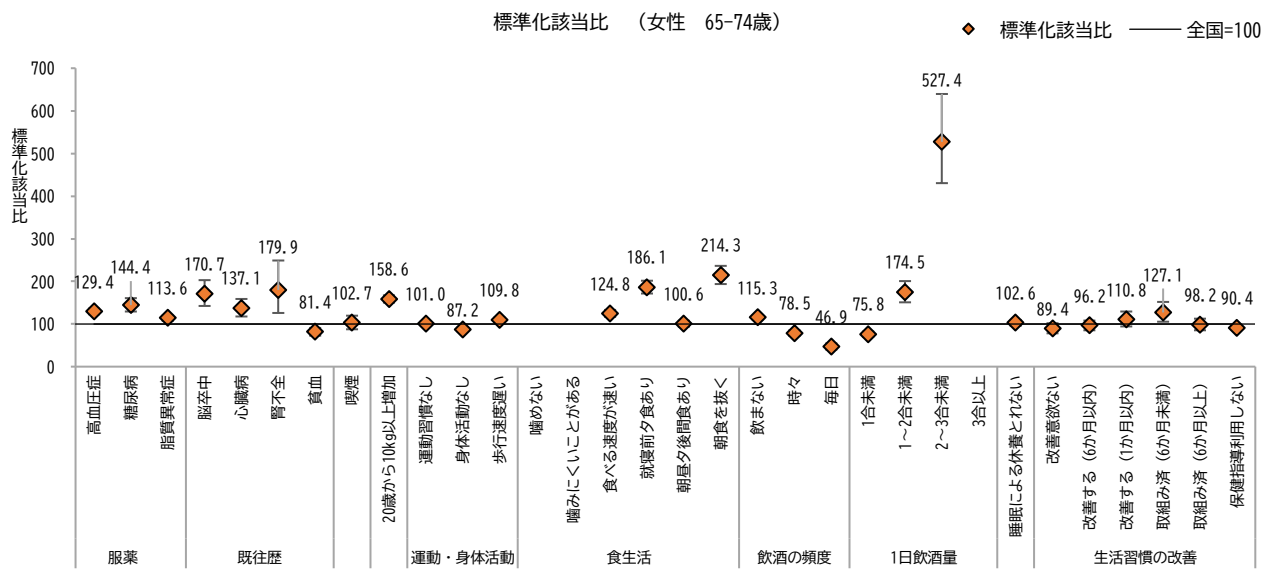 標準化該当比　（女性　65-74歳）
標準化該当比
全国=100
標準化該当比
700
600
500
400
300
200
100
0
129.4
144.4
113.6
170.7
137.1
179.9
81.4
102.7
158.6
101.0
87.2
109.8
124.8
186.1
100.6
214.3
115.3
78.5
46.9
75.8
174.5
527.4
102.6
89.4
96.2
110.8
127.1
98.2
90.4
高血圧症
糖尿病
脂質異常症
脳卒中
心臓病
腎不全
貧血
喫煙
20歳から10kg以上増加
運動習慣なし
身体活動なし
歩行速度遅い
噛めない
噛みにくいことがある
食べる速度が速い
就寝前夕食あり
朝昼夕後間食あり
朝食を抜く
飲まない
時々
毎日
1合未満
1～2合未満
2～3合未満
3合以上
睡眠による休養とれない
改善意欲ない
改善する（6か月以内）
改善する（1か月以内）
取組み済（6か月未満）
取組み済（6か月以上）
保健指導利用しない
服薬
既往歴
運動・身体活動
食生活
飲酒の頻度
1日飲酒量
生活習慣の改善